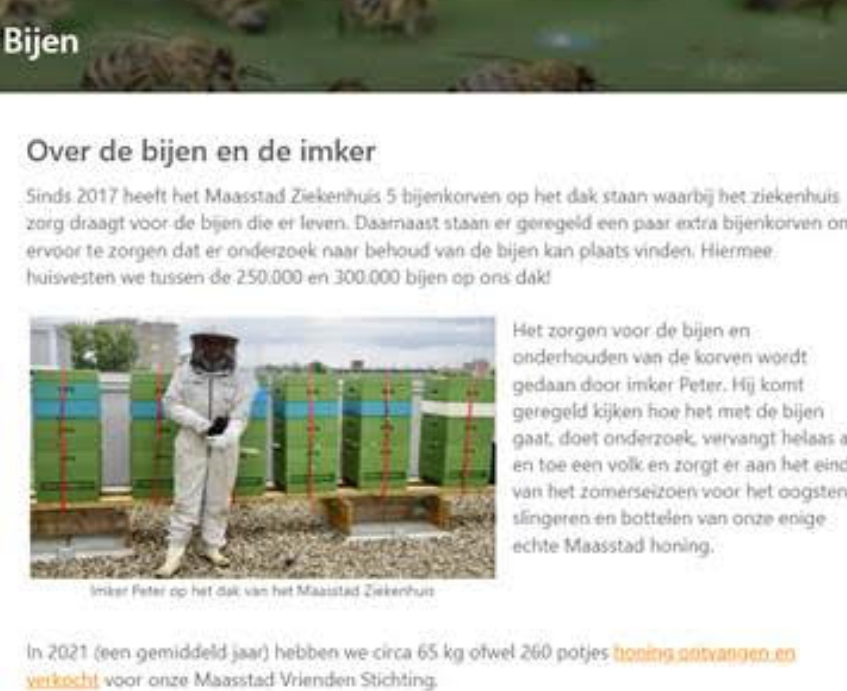 Bijen
Over de bijen en de imker
Sinds 2017 heeft het Maasstad Ziekenhuis 5 bijenkorven op het dak staan waarbij het ziekenhuis
zorg draagt voor de bijen die er leven. Daarnaast staan er geregeld een paar extra bijenkorven om
ervoor te zorgen dat er onderzoek naar behoud van de bijen kan plaats vinden. Hiermee
huisvesten we tussen de 250.000 en 300.000 bijen op ons dak!
Het zorgen voor de bijen en
onderhouden van de korven wordt
gedaan door imker Peter. Hij komt
geregeld kijken hoe het met de bijen
gaat, doet onderzoek, vervangt helaas a
en toe een volk en zorgt er aan het eind
van het zomerseizoen voor het oogsten
slingeren en bottelen van onze enige
echte Maasstad honing.
Imker Peter op het dak van het Maasstad Ziekenhuis
In 2021 (een gemiddeld jaar) hebben we circa 65 kg ofwel 260 potjes honing ontvangen en
verkocht voor onze Maasstad Vrienden Stichting.